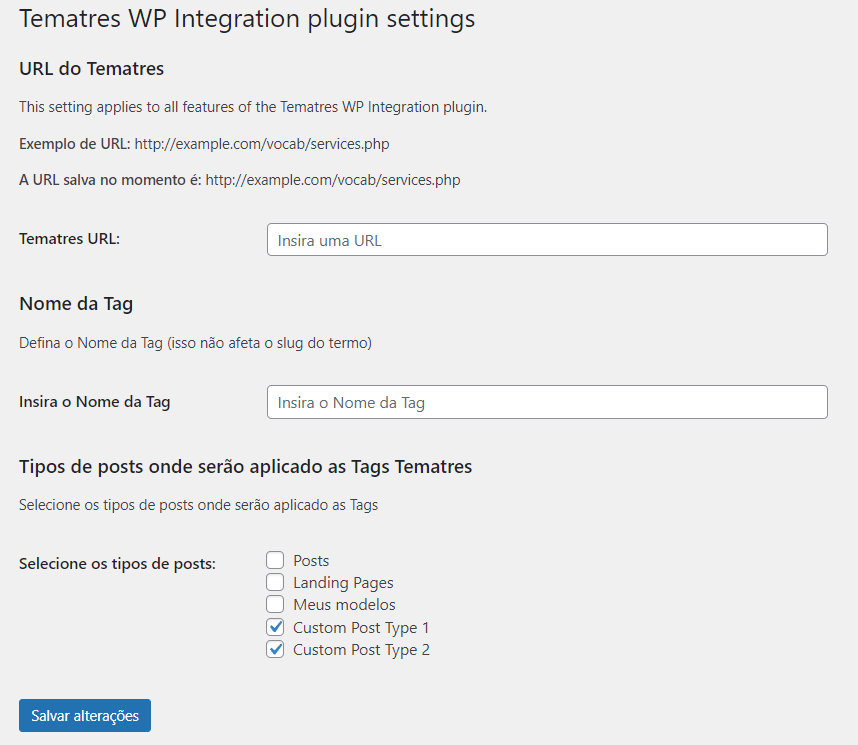 Tematres WP Integration plugin settings
URL do Tematres
This setting applies to all features of the Tematres WP Integration plugin.
Exemplo de URL: http://example.com/vocab/services.php
A URL salva no momento é: http://example.com/vocab/services.php
Tematres URL:
Insira uma URL
Nome da Tag
Defina o Nome da Tag (isso não afeta o slug do termo)
Insira o Nome da Tag
Insira o Nome da Tag
Tipos de posts onde serão aplicado as Tags Tematres
Selecione os tipos de posts onde serão aplicado as Tags
Selecione os tipos de posts:
Posts
Landing Pages
Meus modelos
Custom Post Type 1
Custom Post Type 2
Salvar alterações